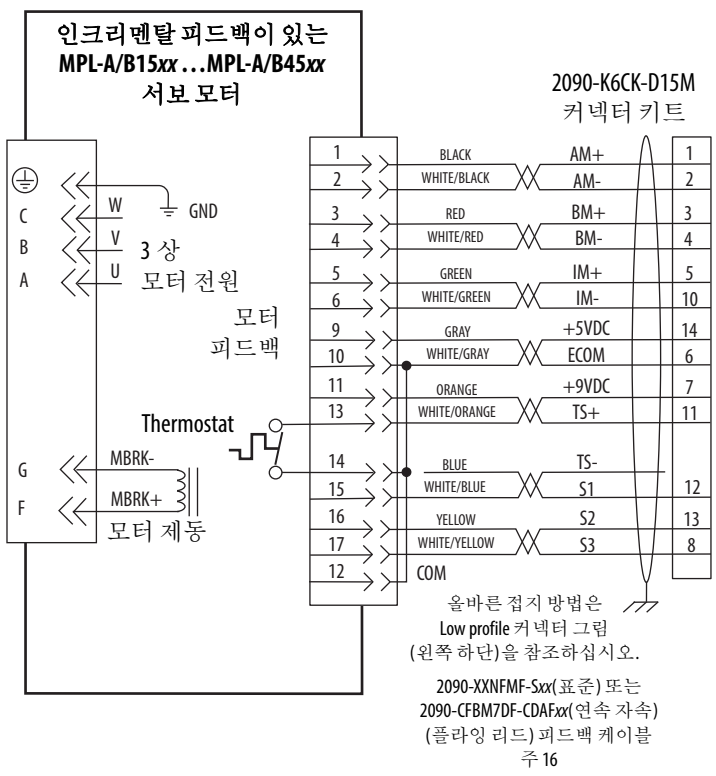 인크리멘탈 피드백이 있는
MPL-A/B15xx ...MPL-A/B45xx
서보 모터
2090-K6CK-D15M
커넥터 키트
C
B
A
W
V
U
GND
3 상
모터 전원
모터
피드백
Thermostat
G
F
MBRK-
MBRK+
모터 제동
1 BLACK AM+ 1
2 WHITE/BLACK AM- 2
3 RED BM+ 3
4 WHITE/RED BM- 4
5 GREEN IM+ 5
6 WHITE/GREEN IM- 10
9 GRAY +5VDC 14
10 WHITE/GRAY ECOM 6
11 ORANGE +9VDC 7
13 WHITE/ORANGE TS+ 11
14 BLUE TS-
15 WHITE/BLUE S1 12
16 YELLOW S2 13
17 WHITE/YELLOW S3 8
12 COM
올바른 접지 방법은
Low profile 커넥터 그림
(왼쪽 하단)을 참조하십시오.
2090-XXNFMF-Sxx(표준) 또는
2090-CFBM7DF-CDAFxx(연속 자속)
(플라잉 리드) 피드백 케이블
주 16